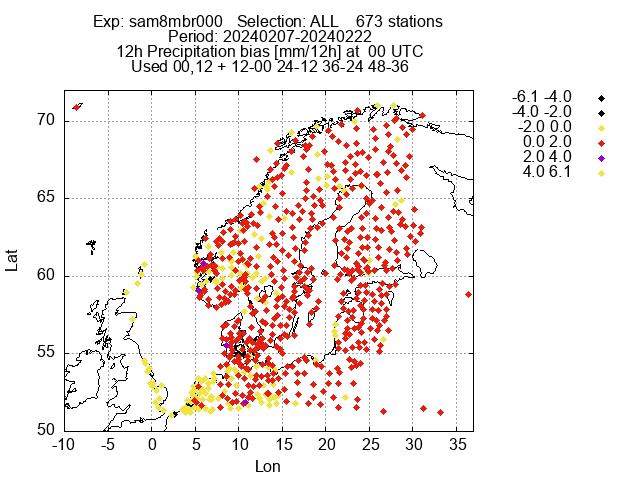 Exp: sam8mbr000 Selection: ALL 673 stations
Period: 20240207-20240222
12h Precipitation bias [mm/12h] at 00 UTC
Used 00,12 + 12-00 24-12 36-24 48-36
-6.1 -4.0
-4.0 -2.0
-2.0 0.0
0.0 2.0
2.0 4.0
4.0 6.1
70
65
60
55
50
Lat
-10 -5 0 5 10 15 20 25 30 35
Lon